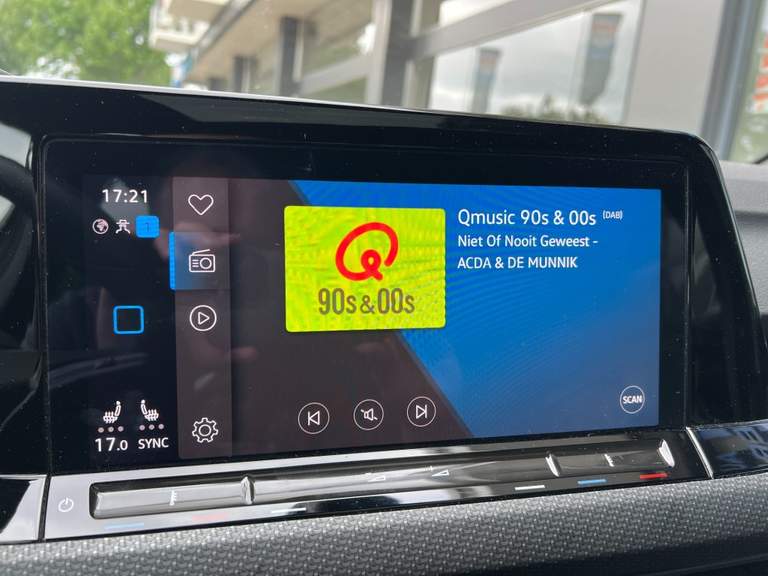 17:21
1
Qmusic 90s & 00s (DAB)
Niet Of Nooit Geweest -
ACDA & DE MUNNIK
90s & 00s
SCAN
17.0 SYNC